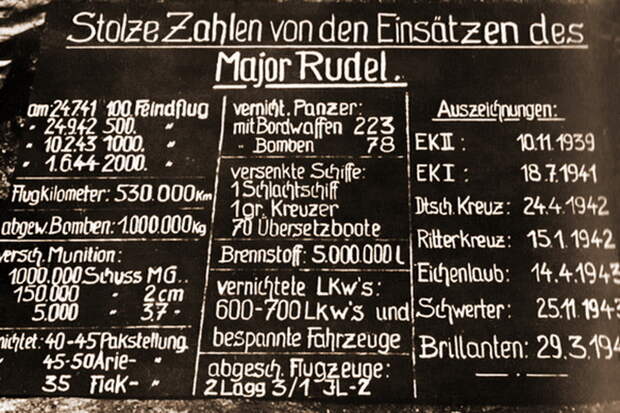 Stolze Zahlen von den Einsätzen des
Major Rudel.
am: 24.7.41 100. Feindflug
" 24.9.42 500. "
" 10.2.43 1000. "
" 1.6.44 2000. "
Flugkilometer: 530.000 Km
abgew. Bomben: 1.000.000 kg
versch. Munition:
1000.000 Schuss MG..
150.000 " 2 cm
5.000 " 3,7 -
nichtet: 40-45 Pakstellung.
" 45-50 Arie- "
35 Flak- "
vernicht. Panzer:
mit Bordwaffen 223
" Bomben 78
versenkte Schiffe:
1 Schlachtschiff
1 gr. Kreuzer
70 Übersetzboote
Brennstoff: 5.000.000 l
vernichtete LKw's:
600-700 LKw's und
bespannte Fahrzeuge
abgesch. Flugzeuge:
2 Lagg 3/1 JL-2
Auszeichnungen:
EK II: 10.11.1939
EK I: 18.7.1941
Dtsch. Kreuz: 24.4.1942
Ritterkreuz: 15.1.1942
Eichenlaub: 14.4.1943
Schwerter: 25.11.1943
Brillanten: 29.3.194